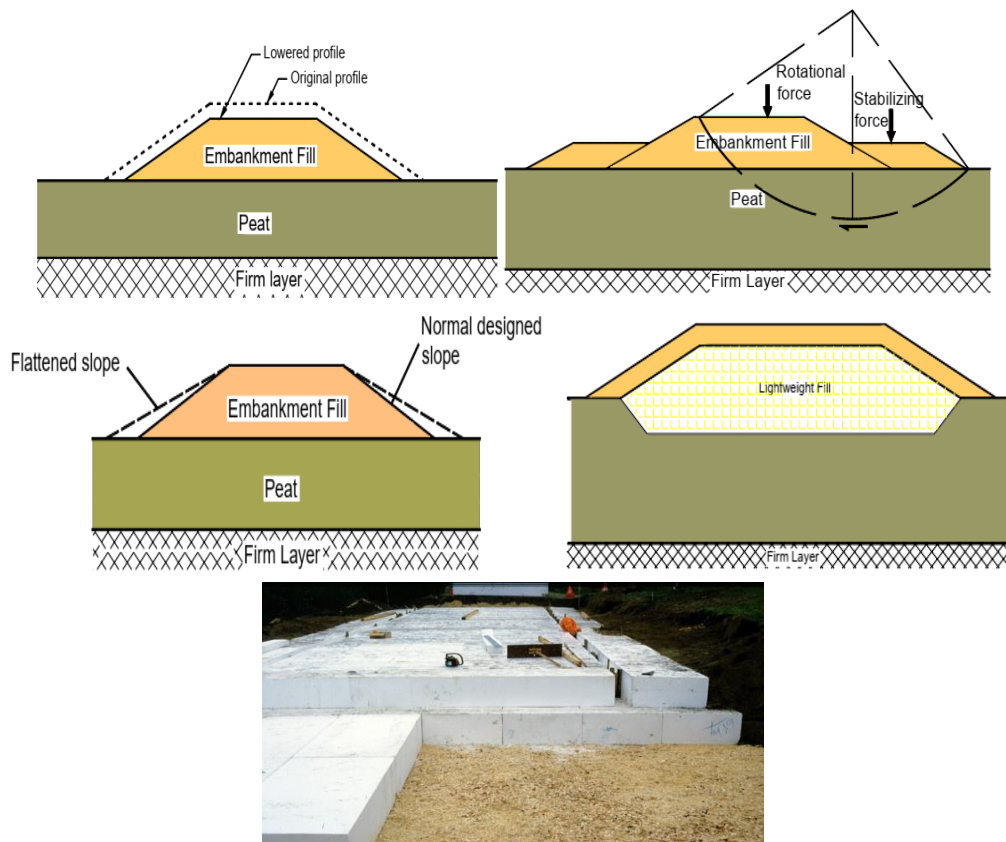 Lowered profile
Original profile
Embankment Fill
Peat
Firm layer
Rotational
force
Stabilizing
force
Embankment Fill
Peat
Firm Layer
Flattened slope
Normal designed
slope
Embankment Fill
Peat
Firm Layer
Lightweight Fill
Firm Layer